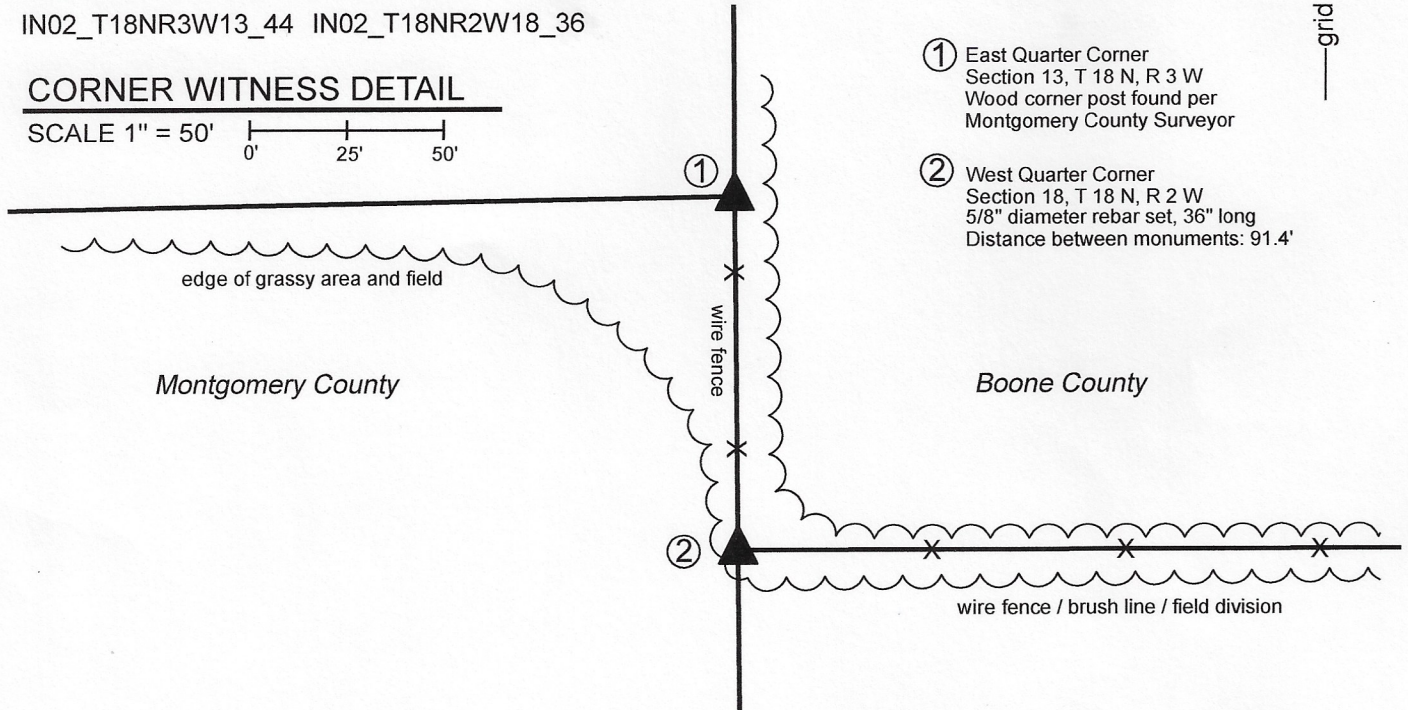 IN02_T18NR3W13_44 IN02_T18NR2W18_36
CORNER WITNESS DETAIL
SCALE 1" = 50'
0' 25' 50'
grid
① East Quarter Corner
Section 13, T 18 N, R 3 W
Wood corner post found per
Montgomery County Surveyor
② West Quarter Corner
Section 18, T 18 N, R 2 W
5/8" diameter rebar set, 36" long
Distance between monuments: 91.4'
①
edge of grassy area and field
wire fence
Montgomery County
Boone County
②
wire fence / brush line / field division